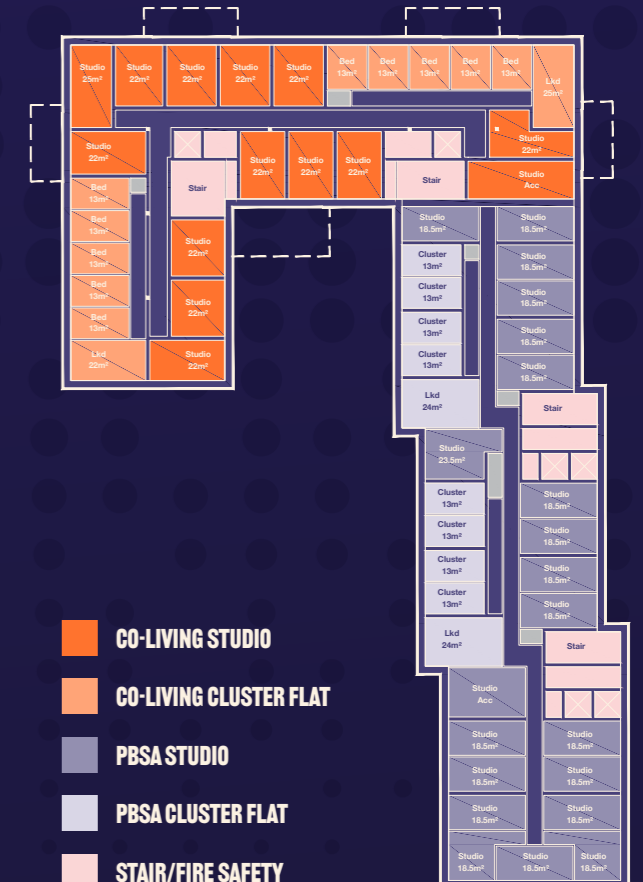 Studio
25m²
Studio
22m²
Studio
22m²
Studio
22m²
Studio
22m²
Bed
13m²
Bed
13m²
Bed
13m²
Bed
13m²
Bed
13m²
Lkd
25m²
Studio
22m²
Studio
22m²
Studio
22m²
Studio
22m²
Studio
22m²
Stair
Stair
Studio
Acc
Bed
13m²
Bed
13m²
Bed
13m²
Bed
13m²
Bed
13m²
Studio
22m²
Studio
22m²
Lkd
22m²
Studio
22m²
Studio
18.5m²
Studio
18.5m²
Cluster
13m²
Studio
18.5m²
Cluster
13m²
Studio
18.5m²
Cluster
13m²
Studio
18.5m²
Cluster
13m²
Studio
18.5m²
Lkd
24m²
Stair
Studio
23.5m²
Cluster
13m²
Studio
18.5m²
Cluster
13m²
Studio
18.5m²
Cluster
13m²
Studio
18.5m²
Cluster
13m²
Studio
18.5m²
Lkd
24m²
Stair
Studio
Acc
Studio
18.5m²
Studio
18.5m²
Studio
18.5m²
Studio
18.5m²
Studio
18.5m²
Studio
18.5m²
Studio
18.5m²
Studio
18.5m²
Studio
18.5m²
CO-LIVING STUDIO
CO-LIVING CLUSTER FLAT
PBSA STUDIO
PBSA CLUSTER FLAT
STAIR/FIRE SAFETY